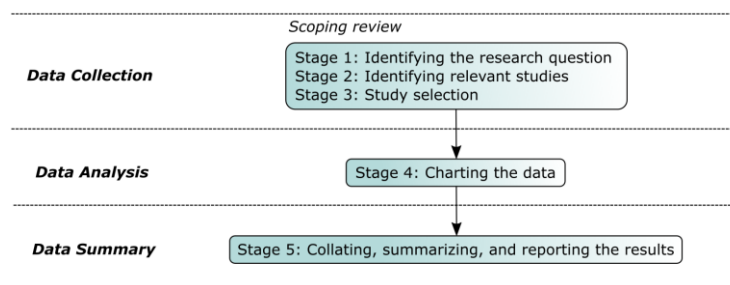 Scoping review
Data Collection
Stage 1: Identifying the research question
Stage 2: Identifying relevant studies
Stage 3: Study selection
Data Analysis
Stage 4: Charting the data
Data Summary
Stage 5: Collating, summarizing, and reporting the results